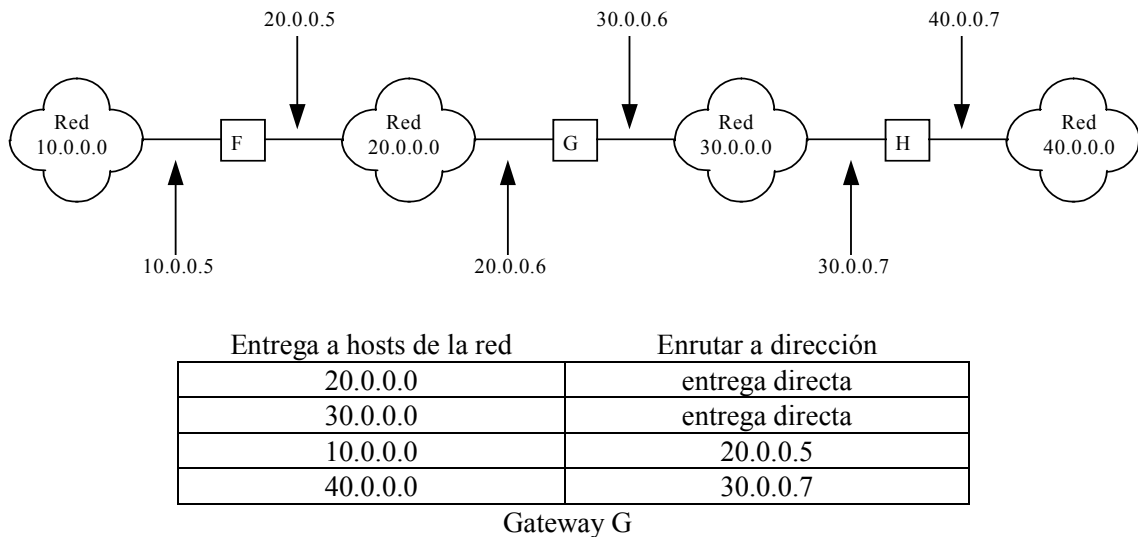 20.0.0.5 30.0.0.6 40.0.0.7
Red
10.0.0.0
F
Red
20.0.0.0
G
Red
30.0.0.0
H
Red
40.0.0.0
10.0.0.5 20.0.0.6 30.0.0.7
Entrega a hosts de la red Enrutar a dirección
20.0.0.0 entrega directa
30.0.0.0 entrega directa
10.0.0.0 20.0.0.5
40.0.0.0 30.0.0.7
Gateway G